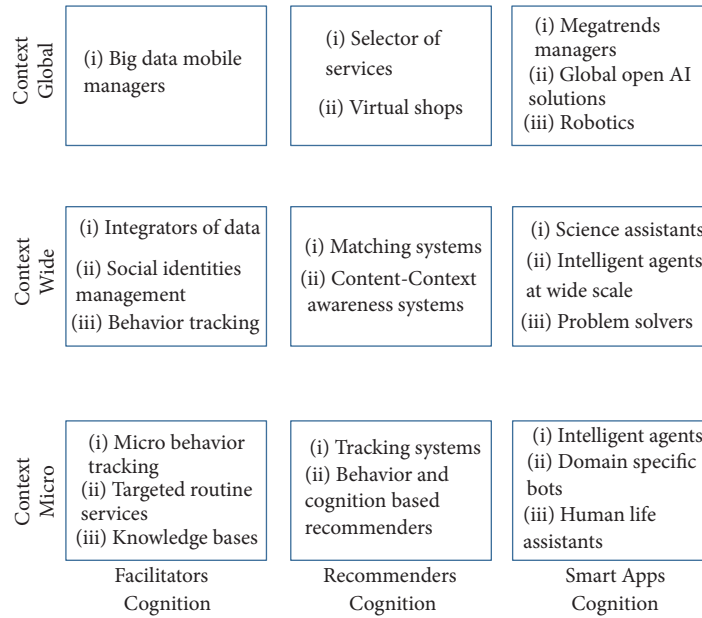 Context
Global
(i) Big data mobile
managers
(i) Selector of
services
(ii) Virtual shops
(i) Megatrends
managers
(ii) Global open AI
solutions
(iii) Robotics
Context
Wide
(i) Integrators of data
(ii) Social identities
management
(iii) Behavior tracking
(i) Matching systems
(ii) Content-Context
awareness systems
(i) Science assistants
(ii) Intelligent agents
at wide scale
(iii) Problem solvers
Context
Micro
(i) Micro behavior
tracking
(ii) Targeted routine
services
(iii) Knowledge bases
(i) Tracking systems
(ii) Behavior and
cognition based
recommenders
(i) Intelligent agents
(ii) Domain specific
bots
(iii) Human life
assistants
Facilitators
Cognition
Recommenders
Cognition
Smart Apps
Cognition